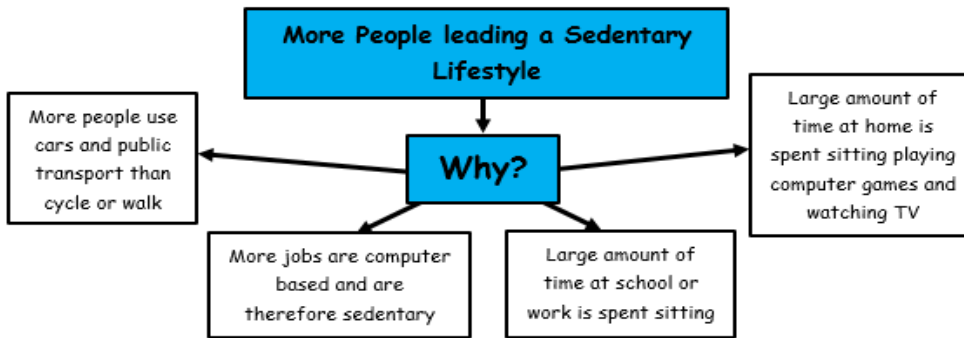 More People leading a Sedentary
Lifestyle
Why?
More people use
cars and public
transport than
cycle or walk
More jobs are computer
based and are
therefore sedentary
Large amount of
time at school or
work is spent sitting
Large amount of
time at home is
spent sitting playing
computer games and
watching TV